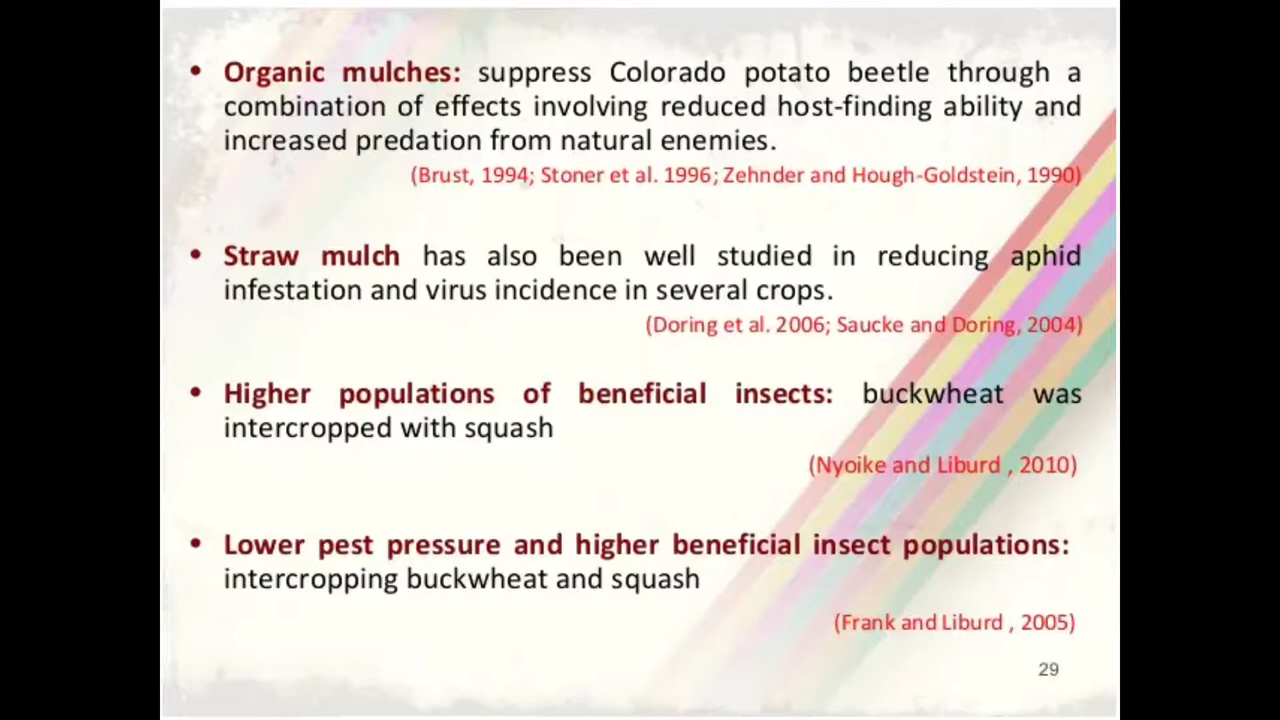 • Organic mulches: suppress Colorado potato beetle through a
combination of effects involving reduced host-finding ability and
increased predation from natural enemies.
(Brust, 1994; Stoner et al. 1996; Zehnder and Hough-Goldstein, 1990)
• Straw mulch has also been well studied in reducing aphid
infestation and virus incidence in several crops.
(Doring et al. 2006; Saucke and Doring, 2004)
• Higher populations of beneficial insects: buckwheat was
intercropped with squash
(Nyoike and Liburd , 2010)
• Lower pest pressure and higher beneficial insect populations:
intercropping buckwheat and squash
(Frank and Liburd , 2005)
29